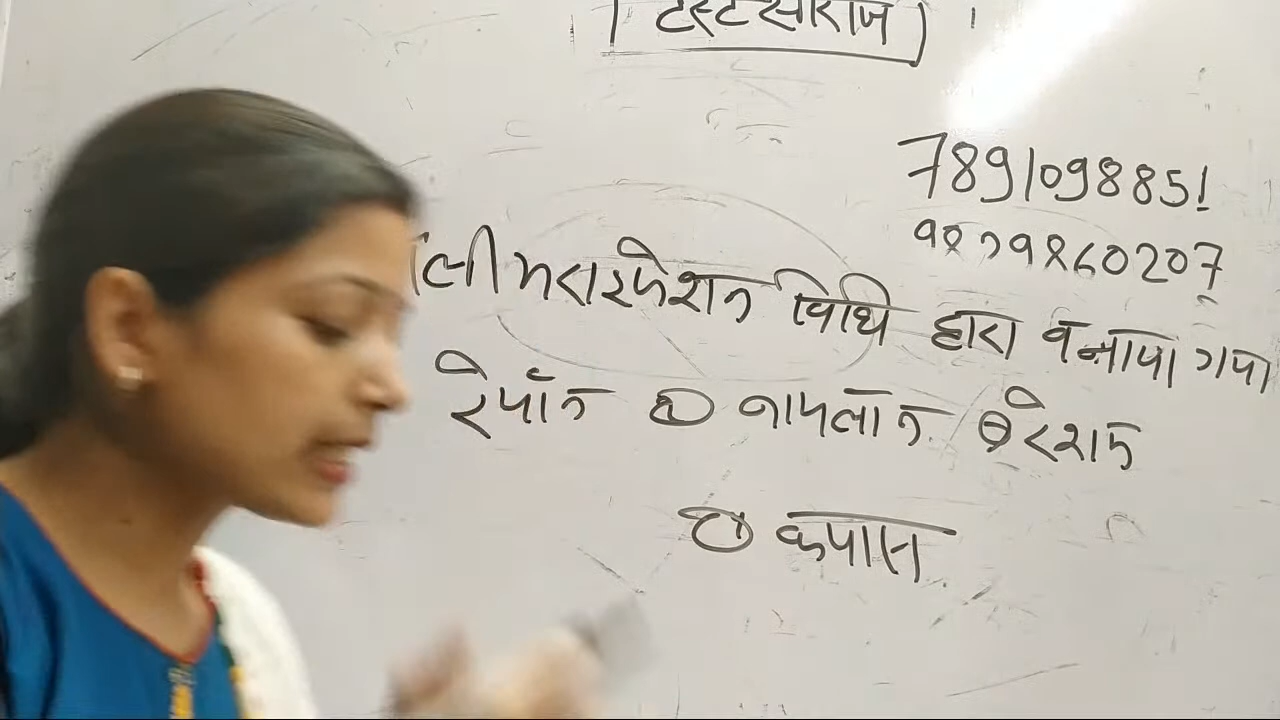 टेस्ट सीरीज
7891098851
लीमराइजेशन विधि द्वारा बनाया गया
रेयॉन नायलॉन रेशम
कपास